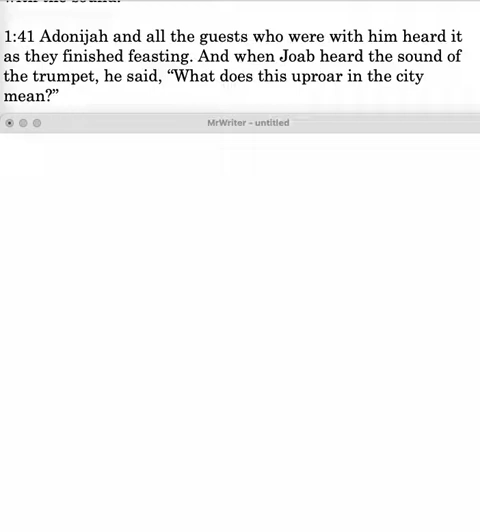 1:41 Adonijah and all the guests who were with him heard it
as they finished feasting. And when Joab heard the sound of
the trumpet, he said, “What does this uproar in the city
mean?”
MrWriter - untitled